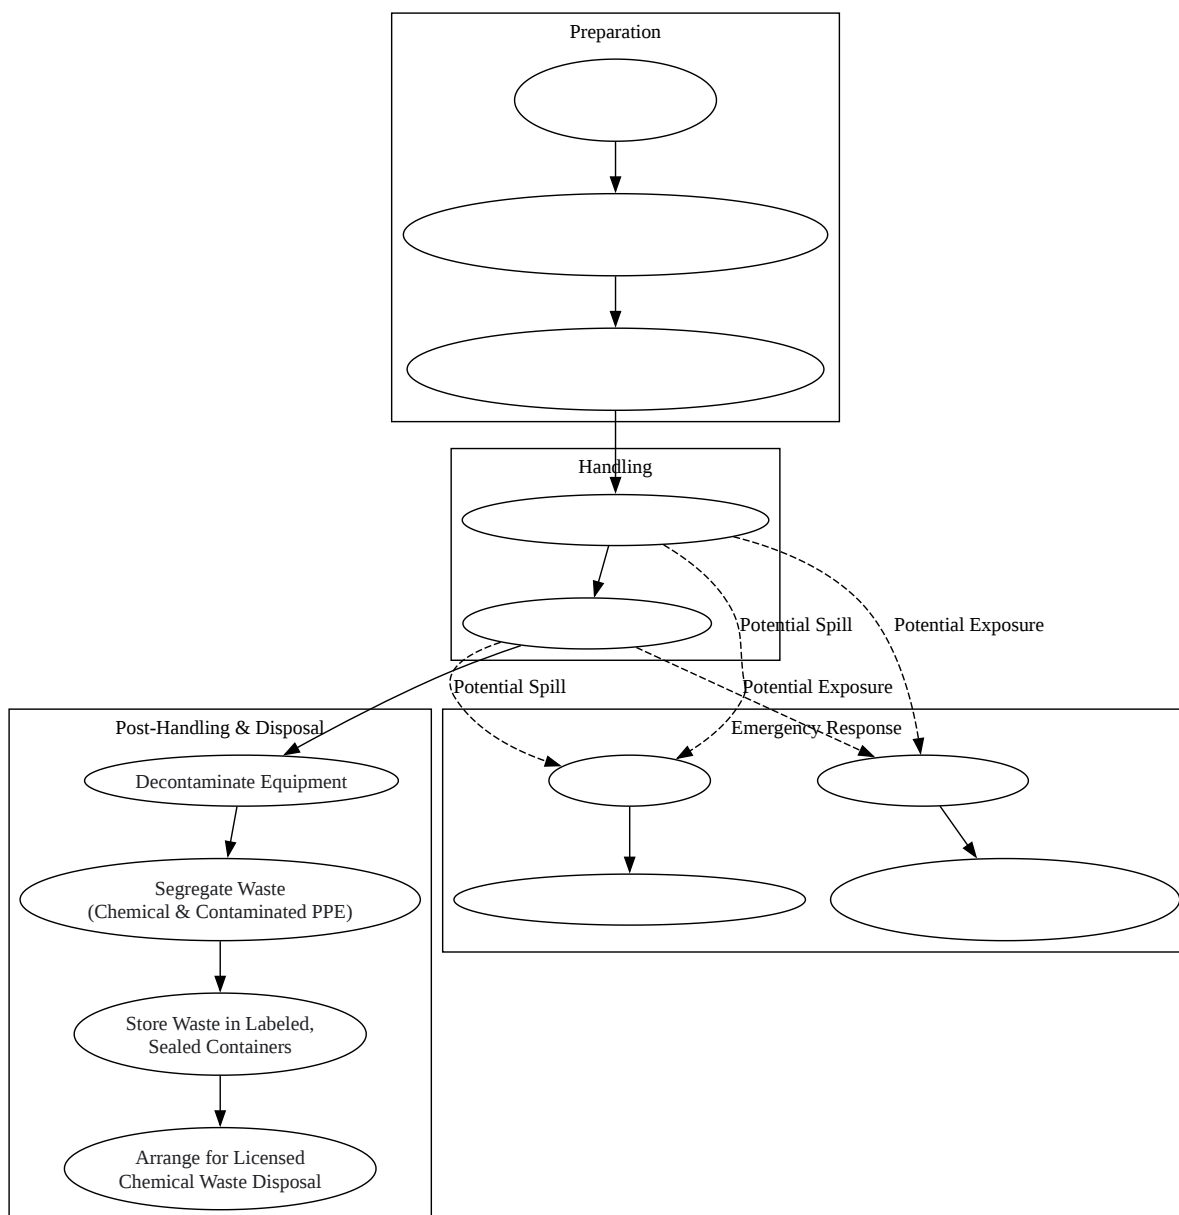 Preparation
Handling
Potential Spill
Potential Exposure
Potential Spill
Potential Exposure
Post-Handling & Disposal
Emergency Response
Decontaminate Equipment
Segregate Waste
(Chemical & Contaminated PPE)
Store Waste in Labeled,
Sealed Containers
Arrange for Licensed
Chemical Waste Disposal